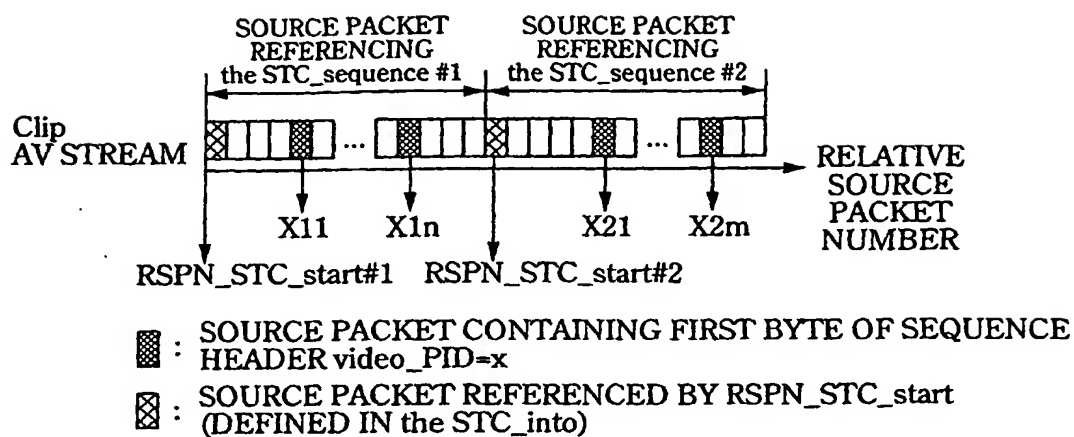 SOURCE PACKET REFERENCING the STC_sequence #1
SOURCE PACKET REFERENCING the STC_sequence #2
Clip AV STREAM
...
...
RELATIVE SOURCE PACKET NUMBER
X11
X1n
X21
X2m
RSPN_STC_start#1
RSPN_STC_start#2
: SOURCE PACKET CONTAINING FIRST BYTE OF SEQUENCE
HEADER video_PID=x
: SOURCE PACKET REFERENCED BY RSPN_STC_start
(DEFINED IN the STC_into)